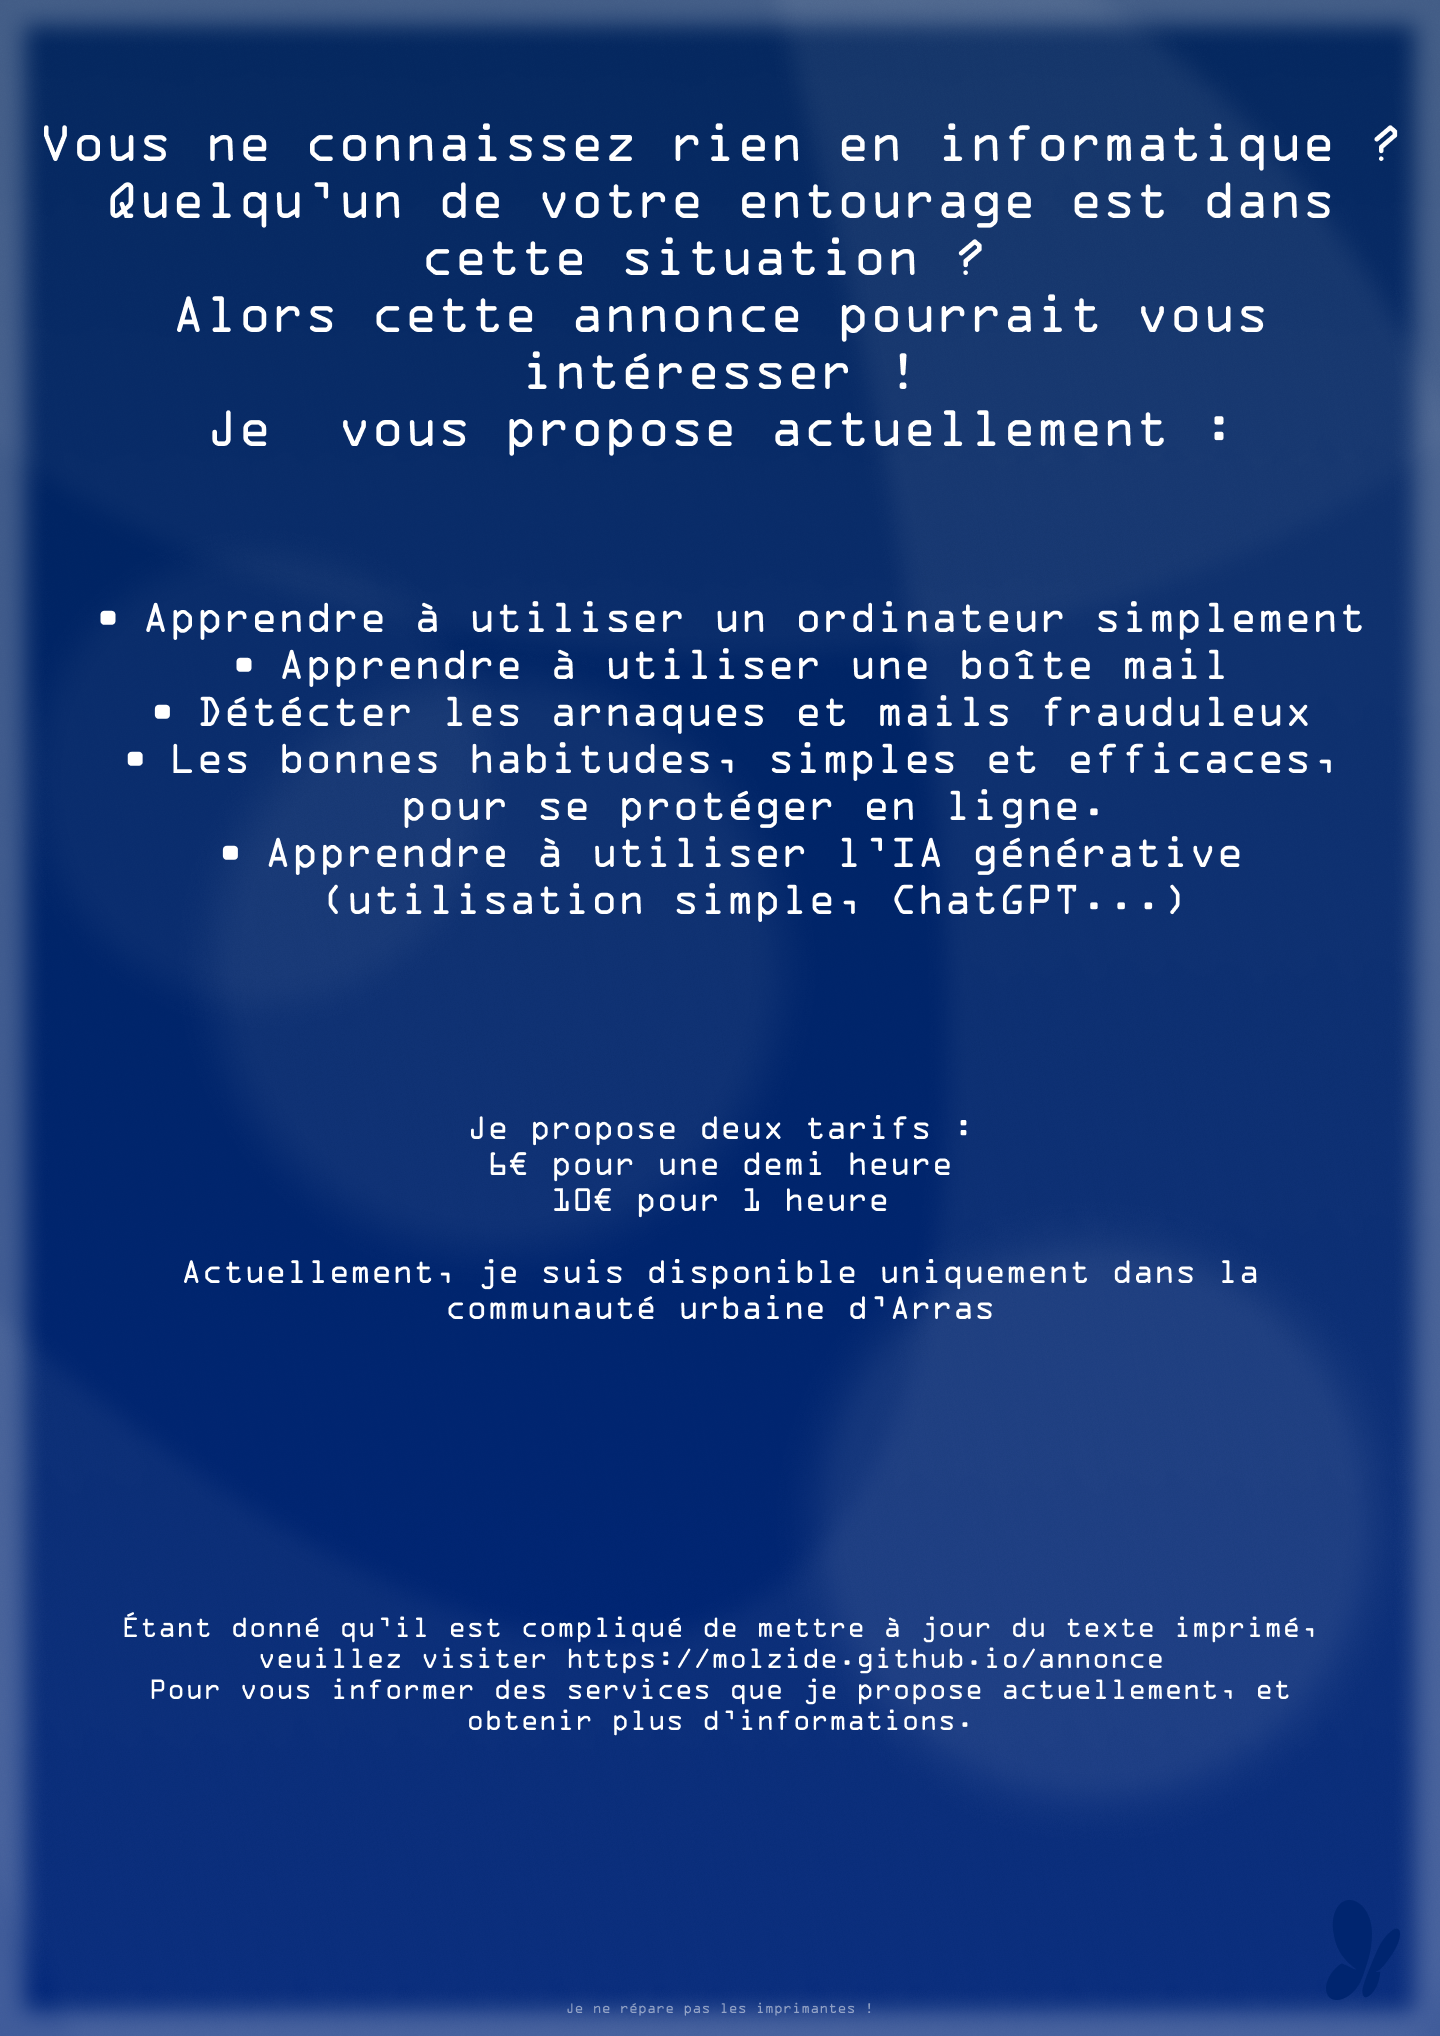 Vous ne connaissez rien en informatique ?
Quelqu'un de votre entourage est dans
cette situation ?
Alors cette annonce pourrait vous
intéresser !
Je  vous propose actuellement :
▪ Apprendre à utiliser un ordinateur simplement
▪ Apprendre à utiliser une boîte mail
▪ Détécter les arnaques et mails frauduleux
▪ Les bonnes habitudes, simples et efficaces,
pour se protéger en ligne.
▪ Apprendre à utiliser l'IA générative
(utilisation simple, ChatGPT...)
Je propose deux tarifs :
6€ pour une demi heure
10€ pour 1 heure
Actuellement, je suis disponible uniquement dans la
communauté urbaine d'Arras
Étant donné qu'il est compliqué de mettre à jour du texte imprimé,
veuillez visiter https://molzide.github.io/annonce
Pour vous informer des services que je propose actuellement, et
obtenir plus d'informations.
Je ne répare pas les imprimantes !